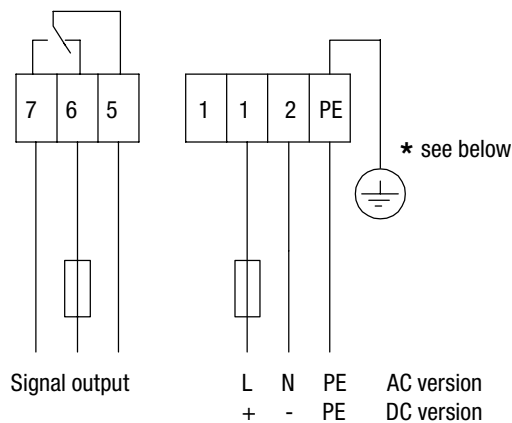 7 6 5 1 1 2 PE
* see below
Signal output L N PE AC version
+ - PE DC version